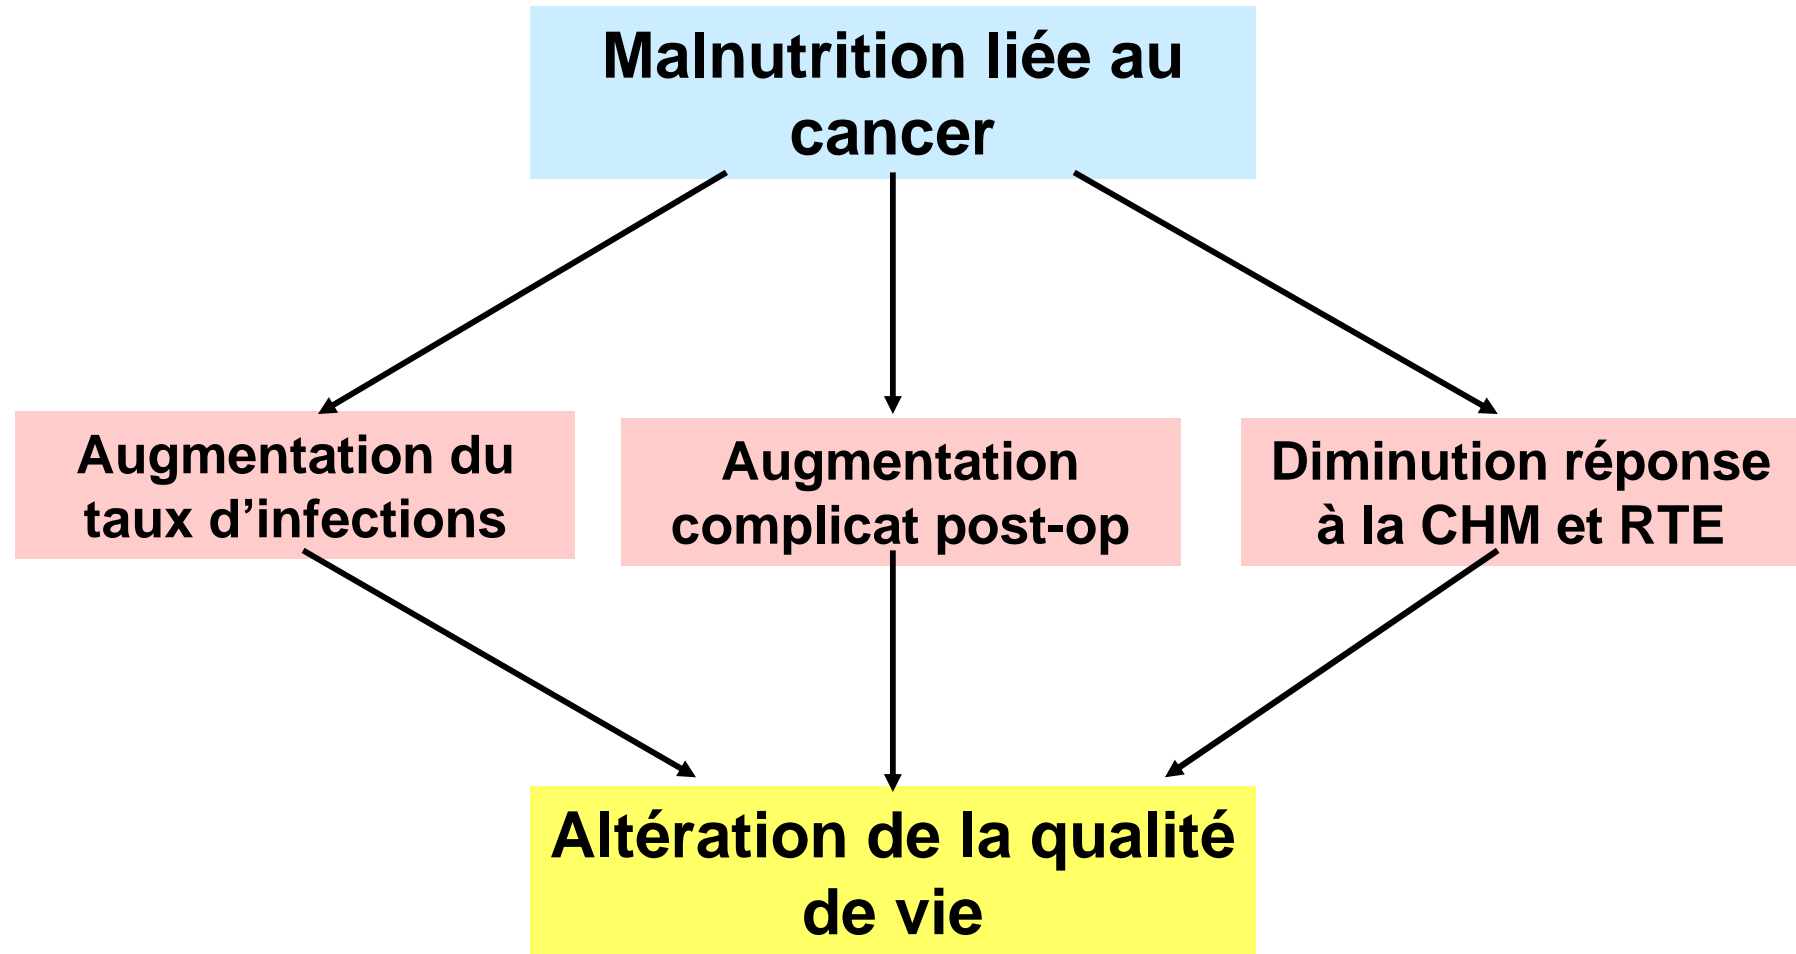 Malnutrition liée au
cancer
Augmentation du
taux d’infections
Augmentation
complicat post-op
Diminution réponse
à la CHM et RTE
Altération de la qualité
de vie